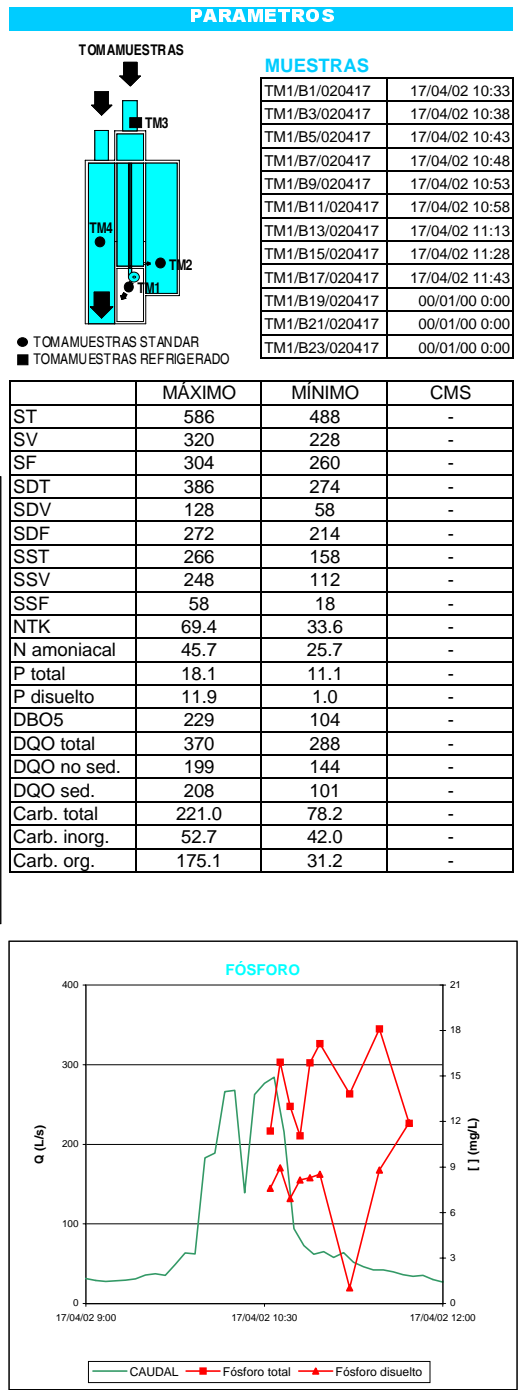 PARAMETROS
TOMAMUESTRAS
TM3
TM4
TM2
TM1
TOMAMUESTRAS STANDAR
TOMAMUESTRAS REFRIGERADO
MUESTRAS
TM1/B1/020417 17/04/02 10:33
TM1/B3/020417 17/04/02 10:38
TM1/B5/020417 17/04/02 10:43
TM1/B7/020417 17/04/02 10:48
TM1/B9/020417 17/04/02 10:53
TM1/B11/020417 17/04/02 10:58
TM1/B13/020417 17/04/02 11:13
TM1/B15/020417 17/04/02 11:28
TM1/B17/020417 17/04/02 11:43
TM1/B19/020417 00/01/00 0:00
TM1/B21/020417 00/01/00 0:00
TM1/B23/020417 00/01/00 0:00
MÁXIMO MÍNIMO CMS
ST 586 488 -
SV 320 228 -
SF 304 260 -
SDT 386 274 -
SDV 128 58 -
SDF 272 214 -
SST 266 158 -
SSV 248 112 -
SSF 58 18 -
NTK 69.4 33.6 -
N amoniacal 45.7 25.7 -
P total 18.1 11.1 -
P disuelto 11.9 1.0 -
DBO5 229 104 -
DQO total 370 288 -
DQO no sed. 199 144 -
DQO sed. 208 101 -
Carb. total 221.0 78.2 -
Carb. inorg. 52.7 42.0 -
Carb. org. 175.1 31.2 -
FÓSFORO
400
300
200
100
0
Q (L/s)
21
18
15
12
9
6
3
0
[ ] (mg/L)
17/04/02 9:00 17/04/02 10:30 17/04/02 12:00
CAUDAL Fósforo total Fósforo disuelto